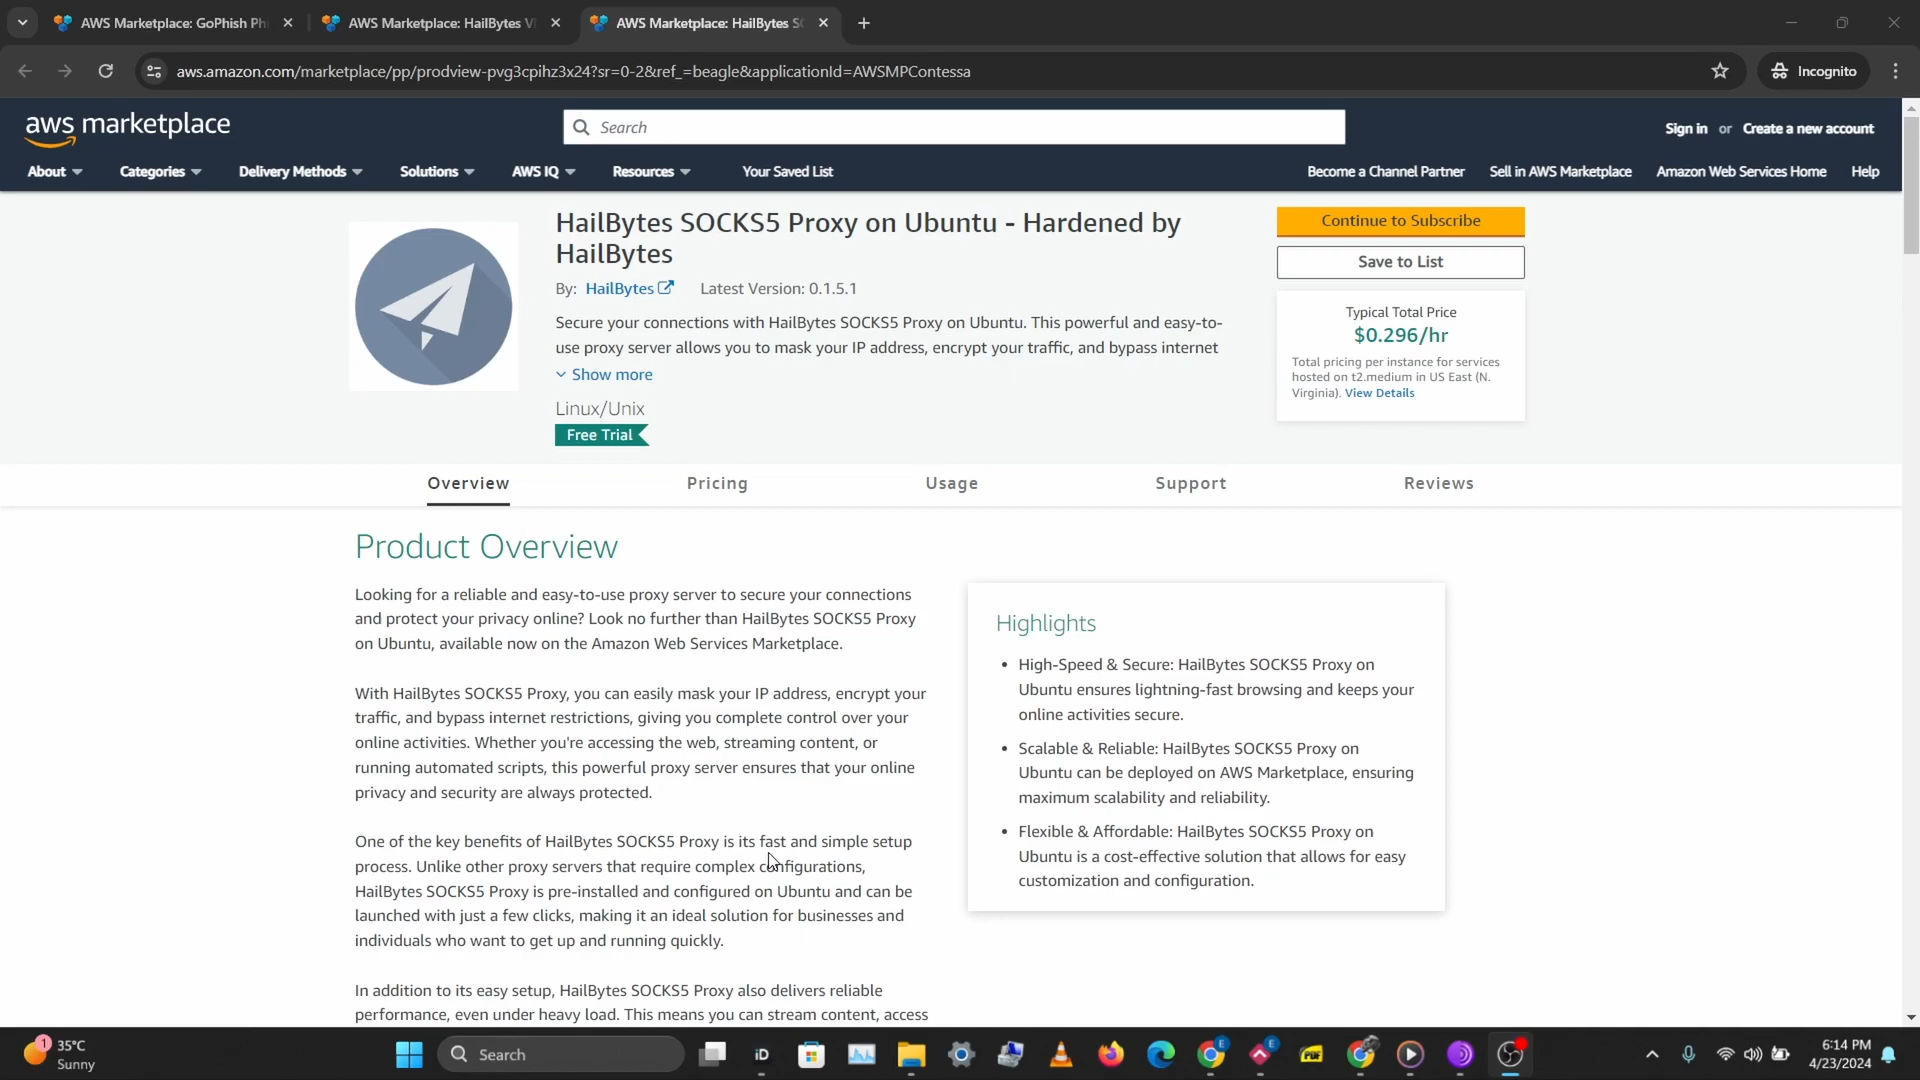 AWS Marketplace: GoPhish Ph
AWS Marketplace: HailBytes V
AWS Marketplace: HailBytes SO
aws.amazon.com/marketplace/pp/prodview-pvg3cpihz3x24?sr=0-2&ref_=beagle&applicationId=AWSMPContessa
Incognito
aws marketplace
Search
Sign in or Create a new account
About
Categories
Delivery Methods
Solutions
AWS IQ
Resources
Your Saved List
Become a Channel Partner
Sell in AWS Marketplace
Amazon Web Services Home
Help
HailBytes SOCKS5 Proxy on Ubuntu - Hardened by
HailBytes
By: HailBytes Latest Version: 0.1.5.1
Secure your connections with HailBytes SOCKS5 Proxy on Ubuntu. This powerful and easy-to-
use proxy server allows you to mask your IP address, encrypt your traffic, and bypass internet
Show more
Linux/Unix
Free Trial
Continue to Subscribe
Save to List
Typical Total Price
$0.296/hr
Total pricing per instance for services
hosted on t2.medium in US East (N.
Virginia). View Details
Overview
Pricing
Usage
Support
Reviews
Product Overview
Looking for a reliable and easy-to-use proxy server to secure your connections
and protect your privacy online? Look no further than HailBytes SOCKS5 Proxy
on Ubuntu, available now on the Amazon Web Services Marketplace.
With HailBytes SOCKS5 Proxy, you can easily mask your IP address, encrypt your
traffic, and bypass internet restrictions, giving you complete control over your
online activities. Whether you're accessing the web, streaming content, or
running automated scripts, this powerful proxy server ensures that your online
privacy and security are always protected.
One of the key benefits of HailBytes SOCKS5 Proxy is its fast and simple setup
process. Unlike other proxy servers that require complex configurations,
HailBytes SOCKS5 Proxy is pre-installed and configured on Ubuntu and can be
launched with just a few clicks, making it an ideal solution for businesses and
individuals who want to get up and running quickly.
In addition to its easy setup, HailBytes SOCKS5 Proxy also delivers reliable
performance, even under heavy load. This means you can stream content, access
Highlights
• High-Speed & Secure: HailBytes SOCKS5 Proxy on
Ubuntu ensures lightning-fast browsing and keeps your
online activities secure.
• Scalable & Reliable: HailBytes SOCKS5 Proxy on
Ubuntu can be deployed on AWS Marketplace, ensuring
maximum scalability and reliability.
• Flexible & Affordable: HailBytes SOCKS5 Proxy on
Ubuntu is a cost-effective solution that allows for easy
customization and configuration.
1
35°C
Sunny
Search
iD
E
E
PDF
6:14 PM
4/23/2024